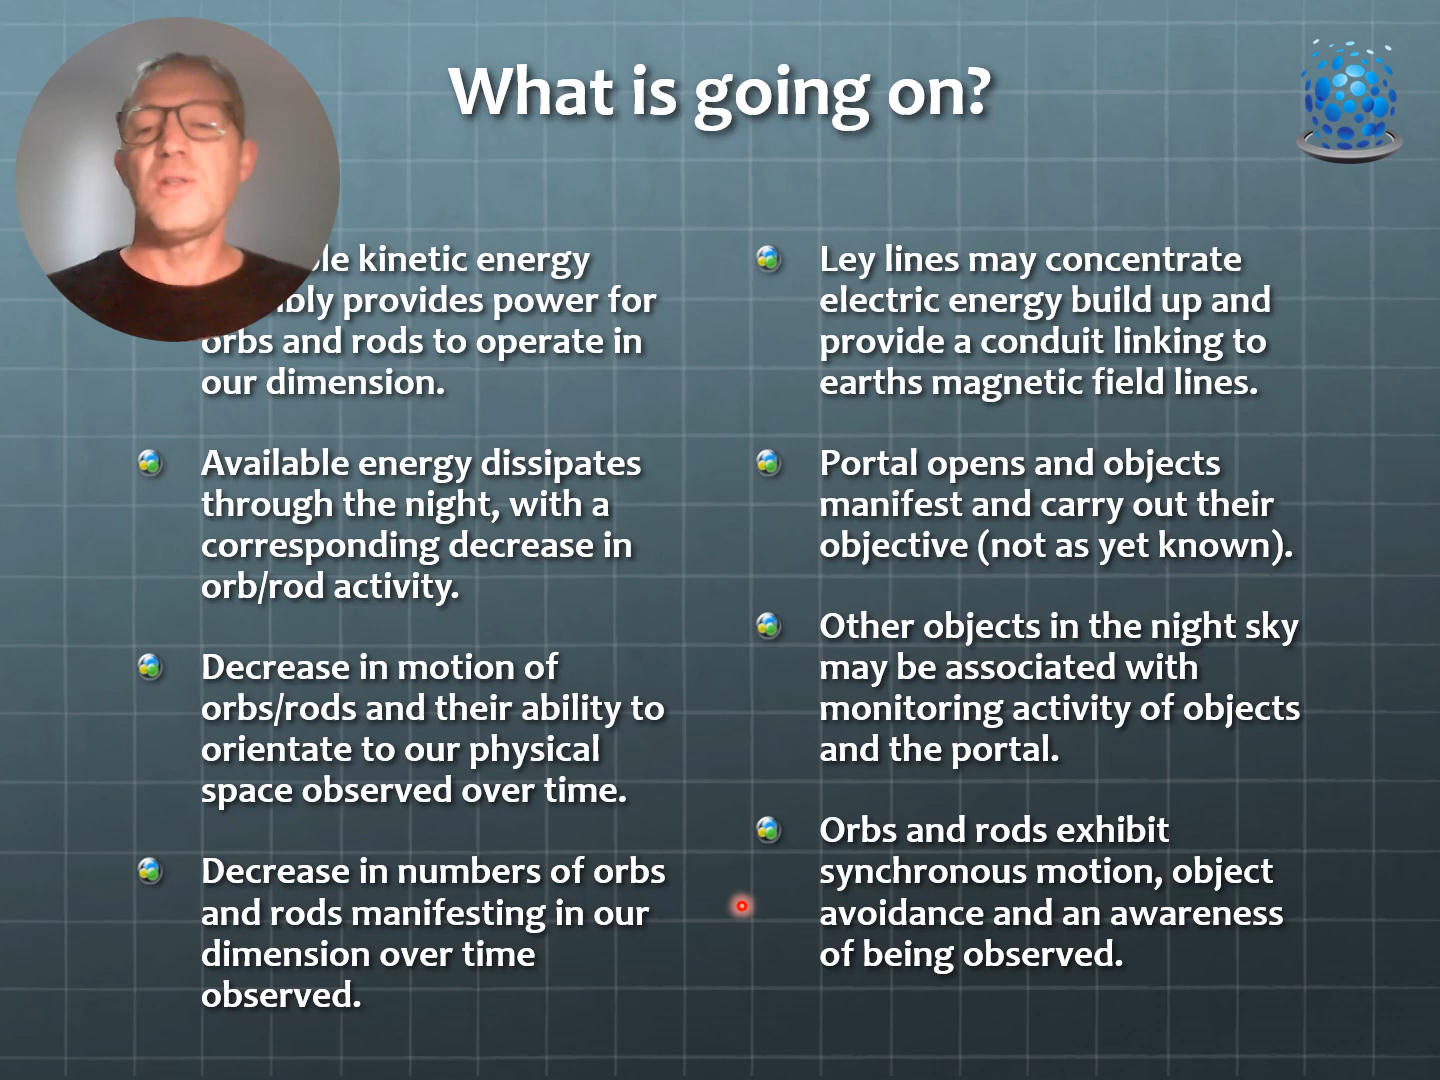 What is going on?
kinetic energy
provides power for
orbs and rods to operate in
our dimension.
Available energy dissipates
through the night, with a
corresponding decrease in
orb/rod activity.
Decrease in motion of
orbs/rods and their ability to
orientate to our physical
space observed over time.
Decrease in numbers of orbs
and rods manifesting in our
dimension over time
observed.
Ley lines may concentrate
electric energy build up and
provide a conduit linking to
earths magnetic field lines.
Portal opens and objects
manifest and carry out their
objective (not as yet known).
Other objects in the night sky
may be associated with
monitoring activity of objects
and the portal.
Orbs and rods exhibit
synchronous motion, object
avoidance and an awareness
of being observed.